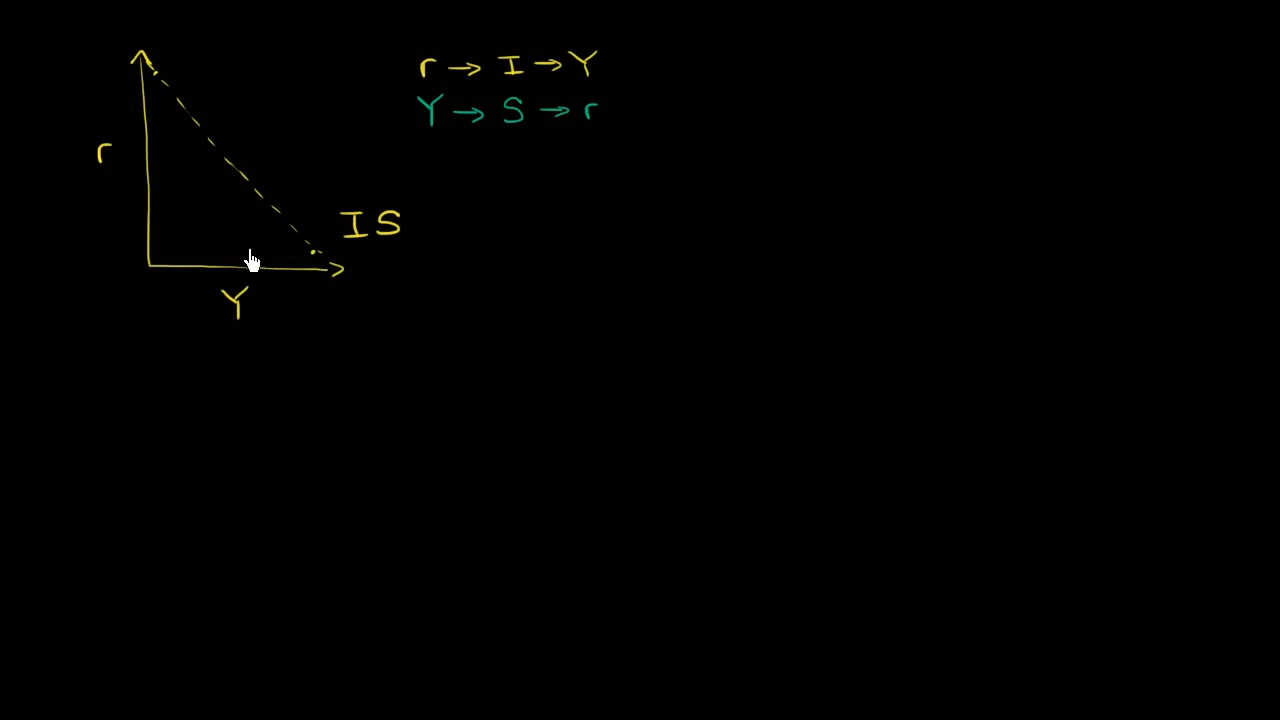 r → I → Y
Y → S → r
r
IS
Y